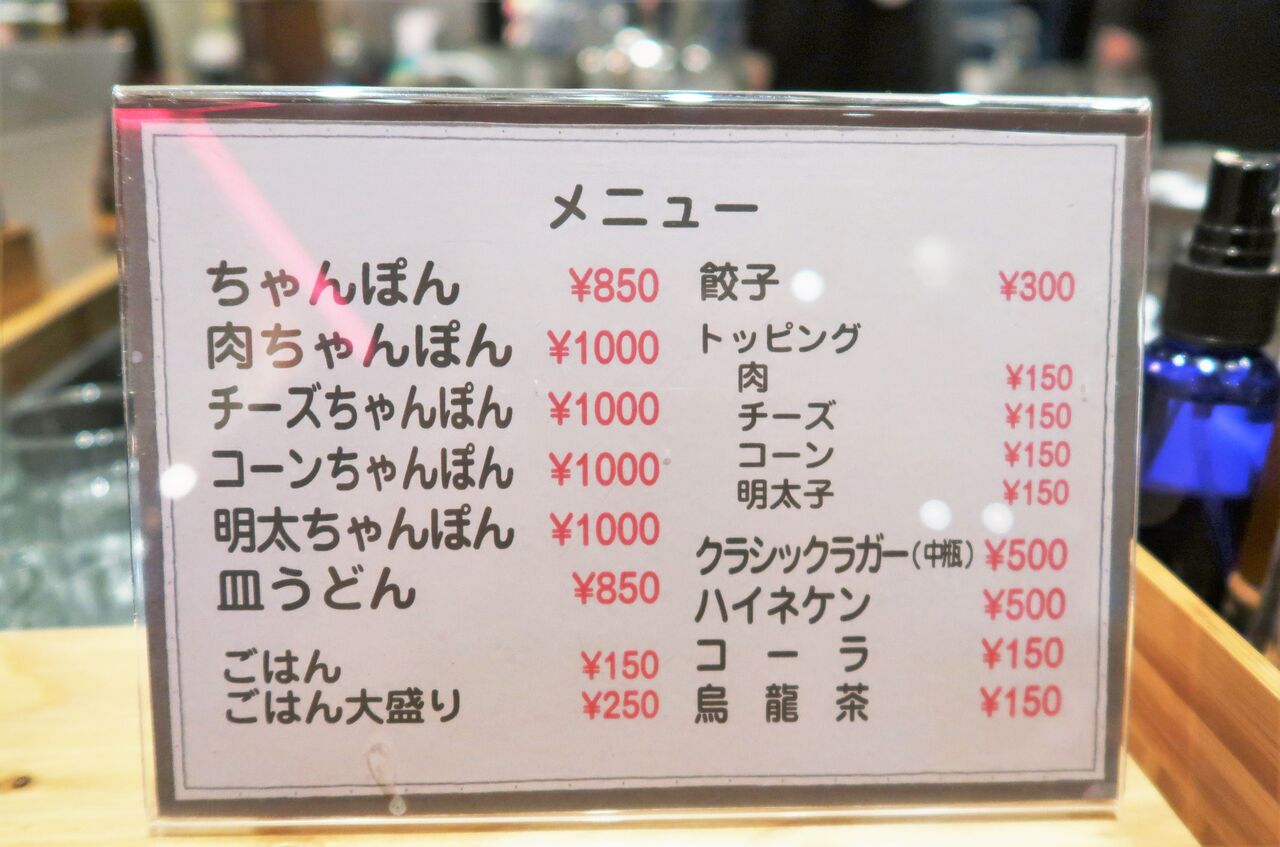 メニュー
ちゃんぽん ¥850
肉ちゃんぽん ¥1000
チーズちゃんぽん ¥1000
コーンちゃんぽん ¥1000
明太ちゃんぽん ¥1000
皿うどん ¥850
ごはん ¥150
ごはん大盛り ¥250
餃子 ¥300
トッピング
肉 ¥150
チーズ ¥150
コーン ¥150
明太子 ¥150
クラシックラガー(中瓶) ¥500
ハイネケン ¥500
コーラ ¥150
烏龍茶 ¥150